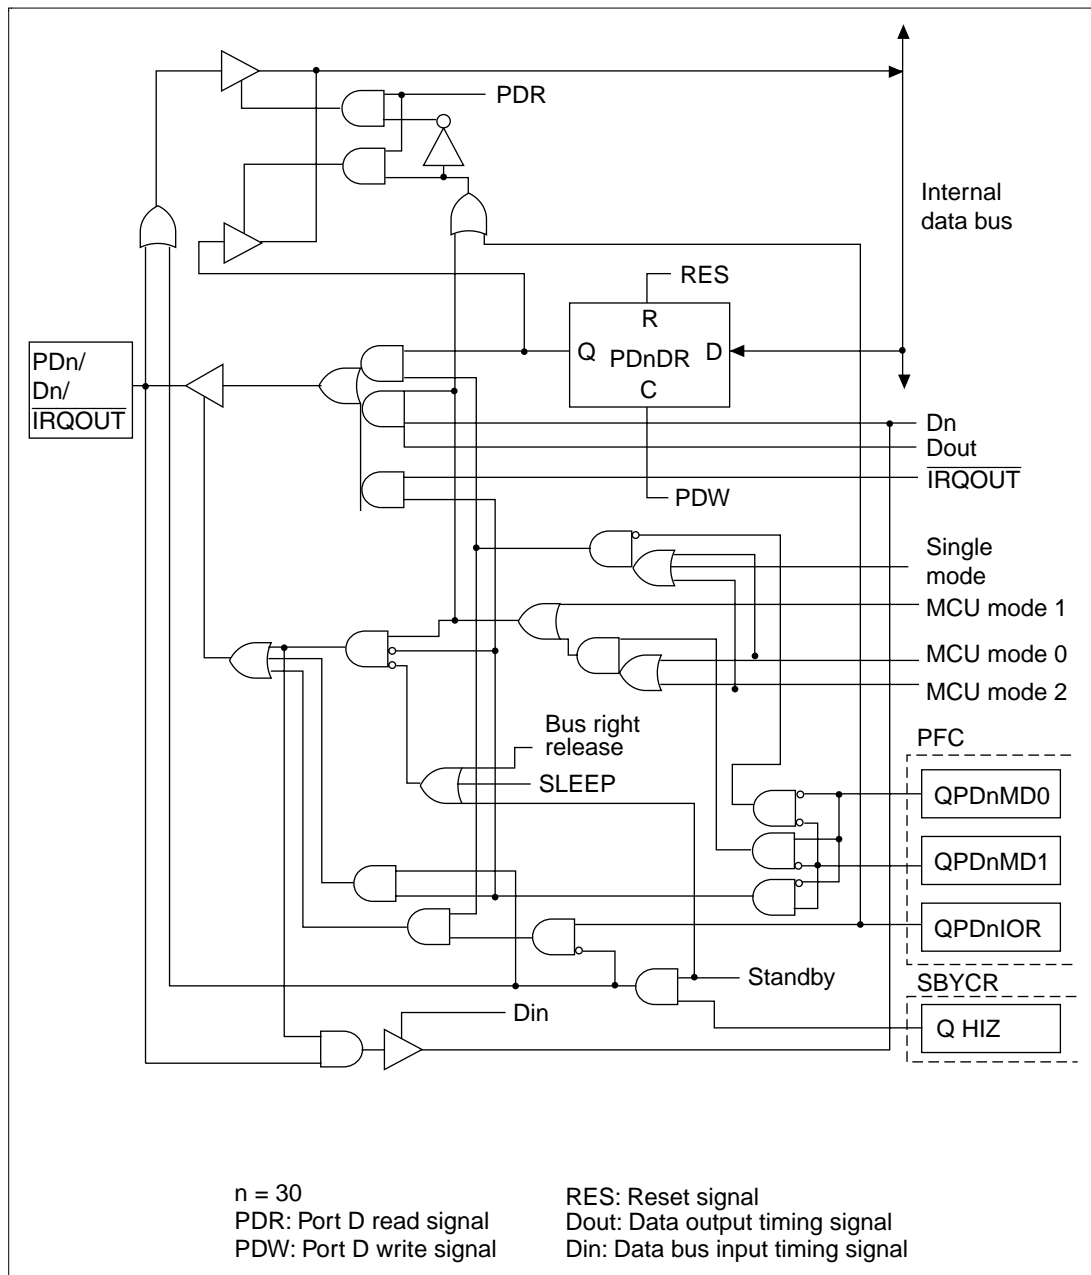 PDR
Internal
data bus
RES
R
Q
PDnDR
D
C
PDn/
Dn/
IRQOUT
Dn
Dout
IRQOUT
PDW
Single
mode
MCU mode 1
MCU mode 0
MCU mode 2
Bus right
release
SLEEP
PFC
QPDnMD0
QPDnMD1
QPDnIOR
Standby
SBYCR
Q HIZ
Din
n = 30
PDR: Port D read signal
PDW: Port D write signal
RES: Reset signal
Dout: Data output timing signal
Din: Data bus input timing signal